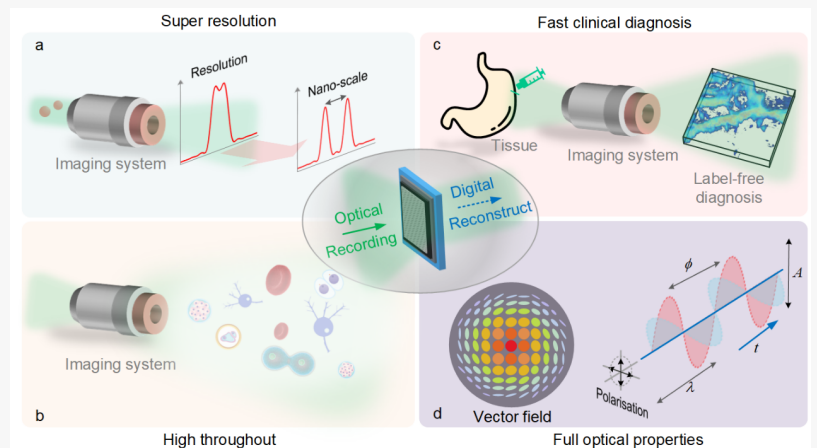 Super resolution
Fast clinical diagnosis
a
Resolution
Nano-scale
Imaging system
c
Tissue
Imaging system
Label-free
diagnosis
Optical
Recording
Digital
Reconstruct
Imaging system
b
High throughout
ϕ
A
t
λ
Polarisation
d
Vector field
Full optical properties